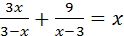 3x/(3−x) + 9/(x−3) = x